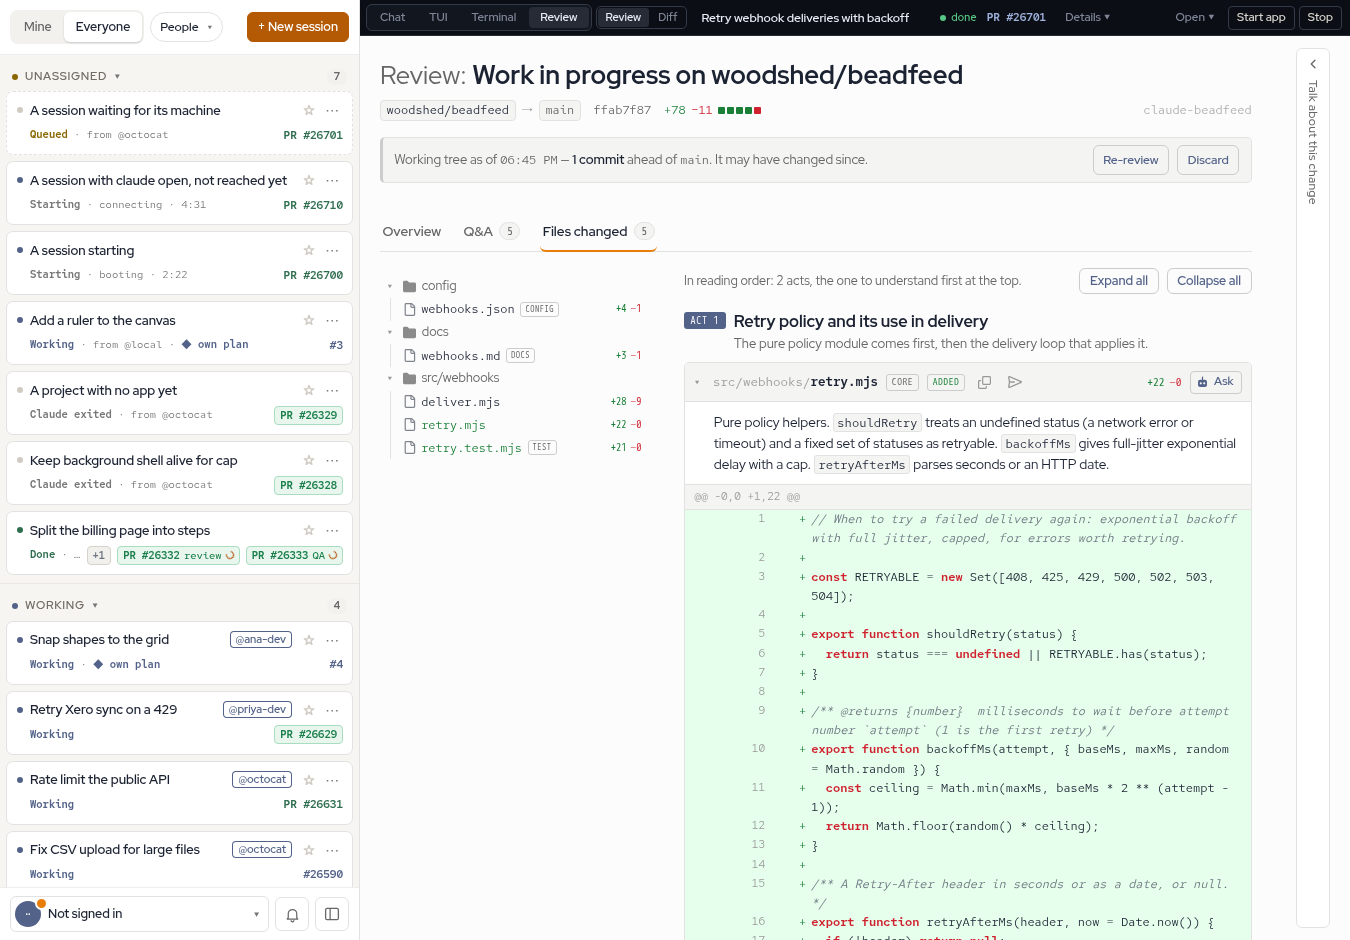 Mine Everyone People + New session
UNASSIGNED 7
A session waiting for its machine
Queued · from @octocat PR #26701
A session with claude open, not reached yet
Starting · connecting · 4:31 PR #26710
A session starting
Starting · booting · 2:22 PR #26700
Add a ruler to the canvas
Working · from @local · ◆ own plan #3
A project with no app yet
Claude exited · from @octocat PR #26329
Keep background shell alive for cap
Claude exited · from @octocat PR #26328
Split the billing page into steps
Done · … +1 PR #26332 review PR #26333 QA
WORKING 4
Snap shapes to the grid @ana-dev
Working · ◆ own plan #4
Retry Xero sync on a 429 @priya-dev
Working PR #26629
Rate limit the public API @octocat
Working PR #26631
Fix CSV upload for large files @octocat
Working #26590
Not signed in
Chat TUI Terminal Review Review Diff Retry webhook deliveries with backoff done PR #26701 Details Open Start app Stop
Review: Work in progress on woodshed/beadfeed
woodshed/beadfeed → main ffab7f87 +78 −11 claude-beadfeed
Working tree as of 06:45 PM — 1 commit ahead of main. It may have changed since. Re-review Discard
Overview Q&A 5 Files changed 5
config
webhooks.json CONFIG +4 −1
docs
webhooks.md DOCS +3 −1
src/webhooks
deliver.mjs +28 −9
retry.mjs +22 −0
retry.test.mjs TEST +21 −0
In reading order: 2 acts, the one to understand first at the top. Expand all Collapse all
ACT 1 Retry policy and its use in delivery
The pure policy module comes first, then the delivery loop that applies it.
src/webhooks/retry.mjs CORE ADDED +22 −0 Ask
Pure policy helpers. shouldRetry treats an undefined status (a network error or
timeout) and a fixed set of statuses as retryable. backoffMs gives full-jitter exponential
delay with a cap. retryAfterMs parses seconds or an HTTP date.
@@ -0,0 +1,22 @@
1 + // When to try a failed delivery again: exponential backoff
with full jitter, capped, for errors worth retrying.
2 +
3 + const RETRYABLE = new Set([408, 425, 429, 500, 502, 503,
504]);
4 +
5 + export function shouldRetry(status) {
6 + return status === undefined || RETRYABLE.has(status);
7 + }
8 +
9 + /** @returns {number} milliseconds to wait before attempt
number `attempt` (1 is the first retry) */
10 + export function backoffMs(attempt, { baseMs, maxMs, random
= Math.random }) {
11 + const ceiling = Math.min(maxMs, baseMs * 2 ** (attempt -
1));
12 + return Math.floor(random() * ceiling);
13 + }
14 +
15 + /** A Retry-After header in seconds or as a date, or null.
*/
16 + export function retryAfterMs(header, now = Date.now()) {
17 + if (!header) return null;
Talk about this change